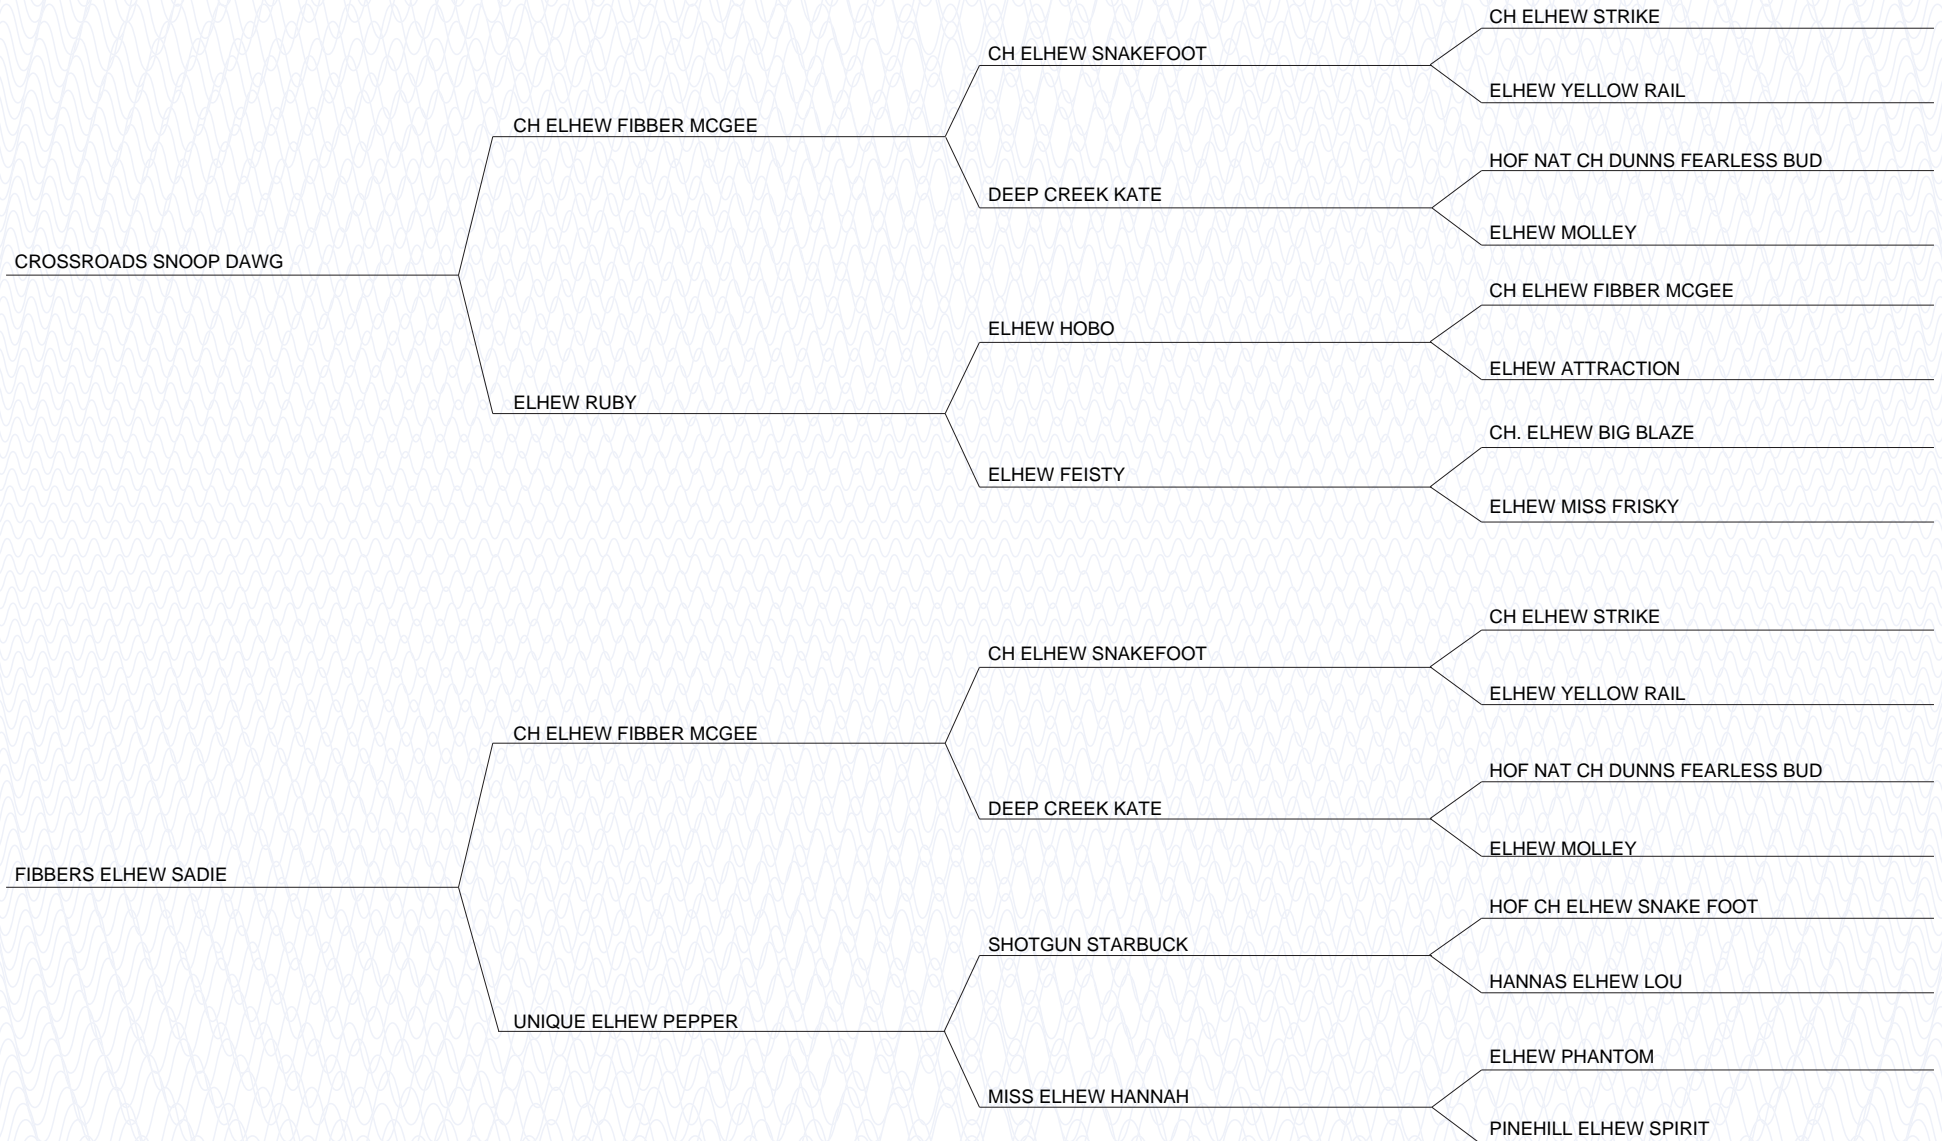 CH ELHEW STRIKE
CH ELHEW SNAKEFOOT
ELHEW YELLOW RAIL
CH ELHEW FIBBER MCGEE
HOF NAT CH DUNNS FEARLESS BUD
DEEP CREEK KATE
ELHEW MOLLEY
CROSSROADS SNOOP DAWG
CH ELHEW FIBBER MCGEE
ELHEW HOBO
ELHEW ATTRACTION
ELHEW RUBY
CH. ELHEW BIG BLAZE
ELHEW FEISTY
ELHEW MISS FRISKY
CH ELHEW STRIKE
CH ELHEW SNAKEFOOT
ELHEW YELLOW RAIL
CH ELHEW FIBBER MCGEE
HOF NAT CH DUNNS FEARLESS BUD
DEEP CREEK KATE
ELHEW MOLLEY
FIBBERS ELHEW SADIE
HOF CH ELHEW SNAKE FOOT
SHOTGUN STARBUCK
HANNAS ELHEW LOU
UNIQUE ELHEW PEPPER
ELHEW PHANTOM
MISS ELHEW HANNAH
PINEHILL ELHEW SPIRIT